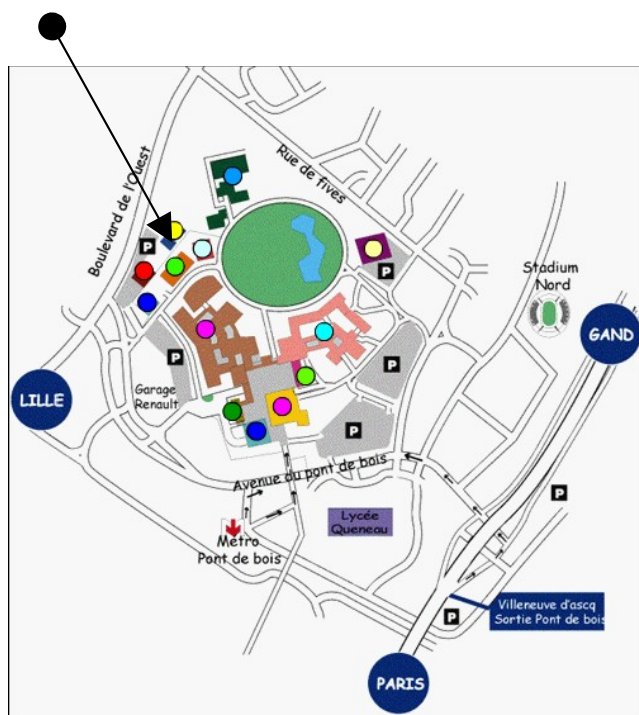 Rue de fives
Boulevard de l'Ouest
P
P
Stadium
Nord
GAND
P
P
Garage
Renault
LILLE
P
Avenue du pont de bois
P
Lycée
Queneau
Métro
Pont de bois
Villeneuve d'ascq
Sortie Pont de bois
P
PARIS